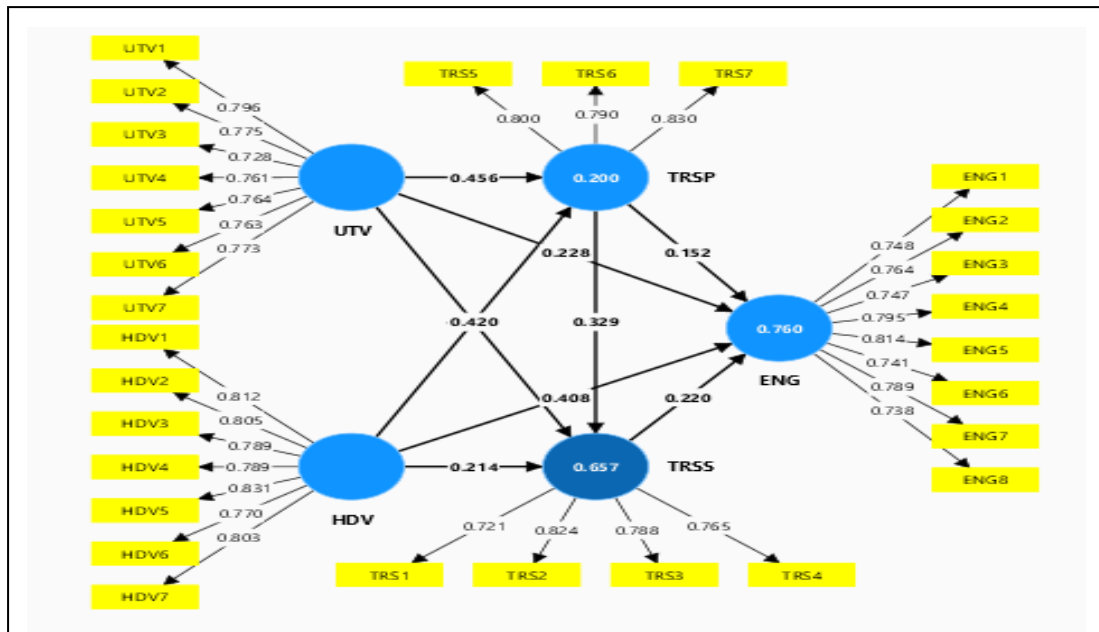 UTV1
UTV2
UTV3
UTV4
UTV5
UTV6
UTV7
0.796
0.775
0.728
0.761
0.764
0.763
0.773
UTV
HDV1
HDV2
HDV3
HDV4
HDV5
HDV6
HDV7
0.812
0.805
0.789
0.789
0.831
0.770
0.803
HDV
TRS5
TRS6
TRS7
0.800
0.790
0.830
0.200
TRSP
0.456
0.228
0.152
-0.420
0.329
0.408
0.220
0.214
0.657
TRSS
0.721
0.824
0.788
0.765
TRS1
TRS2
TRS3
TRS4
0.760
ENG
0.748
0.764
0.747
0.795
0.814
0.741
0.789
0.738
ENG1
ENG2
ENG3
ENG4
ENG5
ENG6
ENG7
ENG8